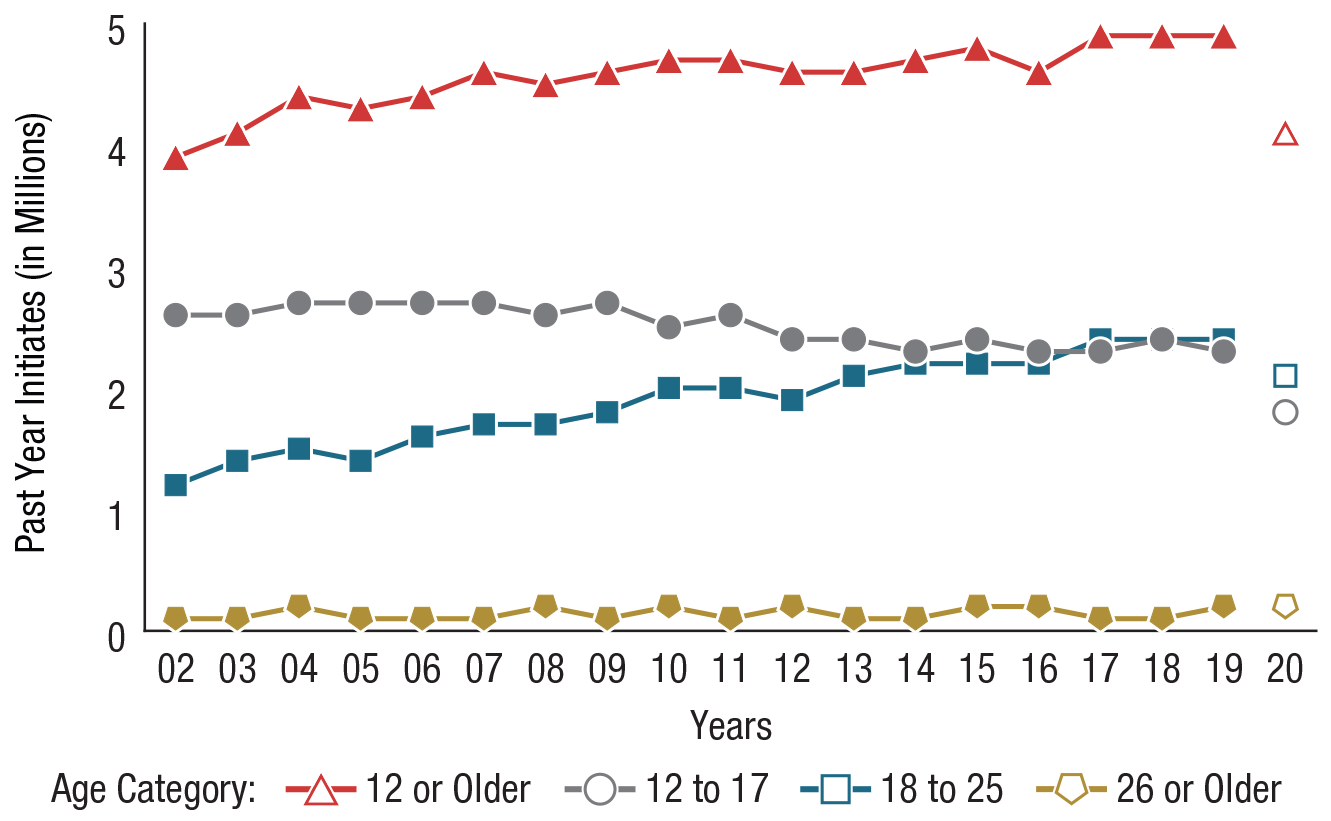 Past Year Initiates (in Millions)
5
4
3
2
1
0
02 03 04 05 06 07 08 09 10 11 12 13 14 15 16 17 18 19 20
Years
Age Category: 12 or Older 12 to 17 18 to 25 26 or Older